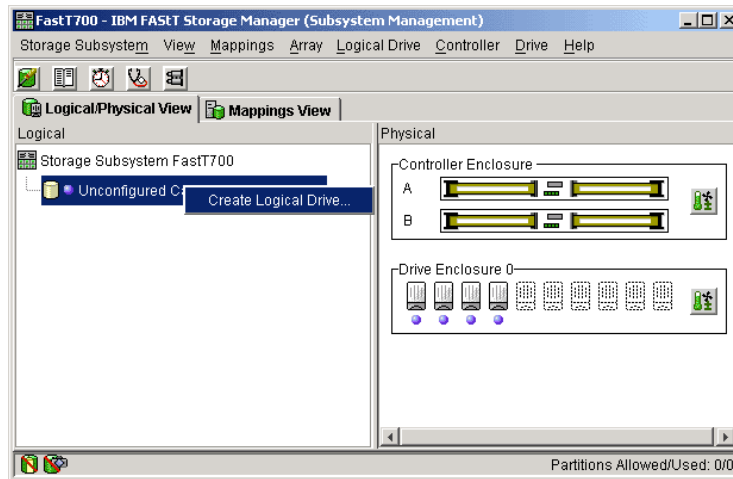 FastT700 - IBM FAStT Storage Manager (Subsystem Management)
Storage Subsystem View Mappings Array Logical Drive Controller Drive Help
Logical/Physical View Mappings View
Logical
Physical
Storage Subsystem FastT700
Unconfigured
Create Logical Drive...
Controller Enclosure
A
B
Drive Enclosure 0
Partitions Allowed/Used: 0/0